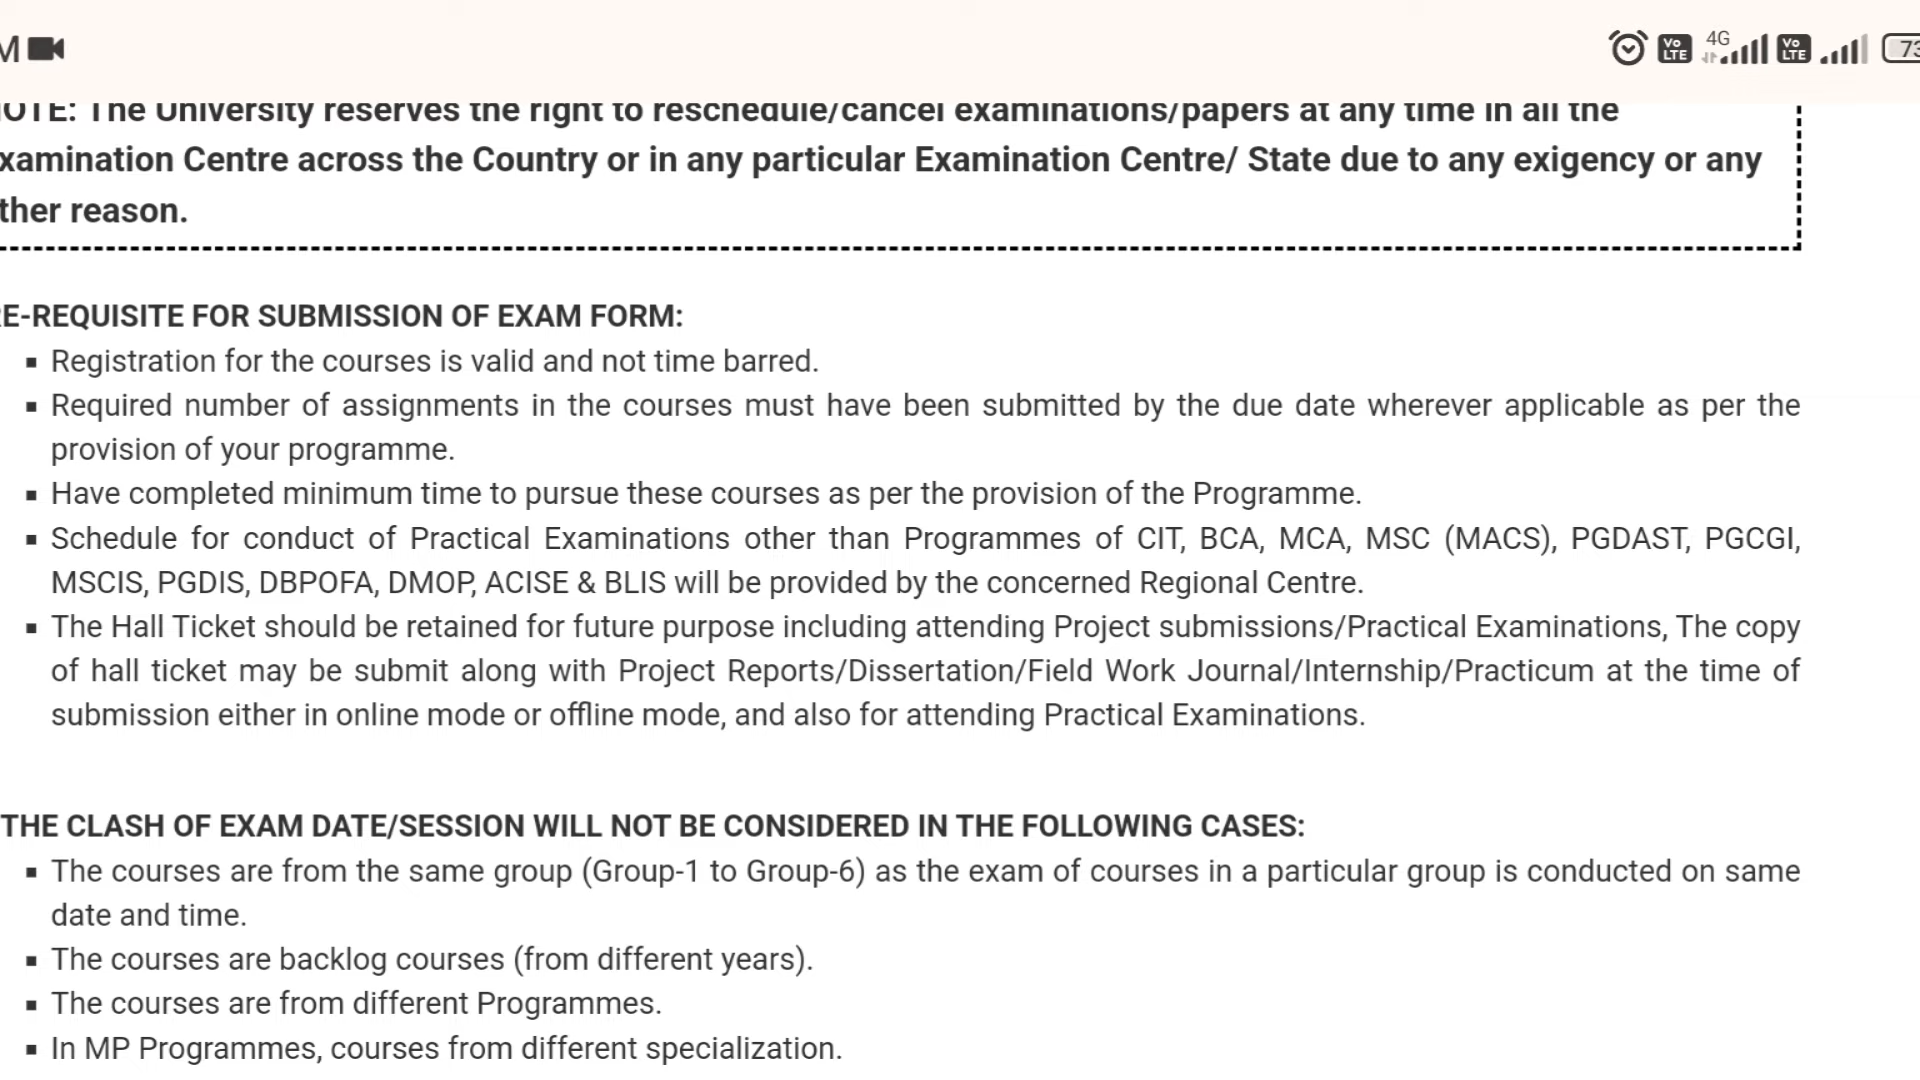 M
Vo LTE 4G Vo LTE 73
NOTE: The University reserves the right to reschedule/cancel examinations/papers at any time in all the
xamination Centre across the Country or in any particular Examination Centre/ State due to any exigency or any
ther reason.
RE-REQUISITE FOR SUBMISSION OF EXAM FORM:
▪ Registration for the courses is valid and not time barred.
▪ Required number of assignments in the courses must have been submitted by the due date wherever applicable as per the
provision of your programme.
▪ Have completed minimum time to pursue these courses as per the provision of the Programme.
▪ Schedule for conduct of Practical Examinations other than Programmes of CIT, BCA, MCA, MSC (MACS), PGDAST, PGCGI,
MSCIS, PGDIS, DBPOFA, DMOP, ACISE & BLIS will be provided by the concerned Regional Centre.
▪ The Hall Ticket should be retained for future purpose including attending Project submissions/Practical Examinations, The copy
of hall ticket may be submit along with Project Reports/Dissertation/Field Work Journal/Internship/Practicum at the time of
submission either in online mode or offline mode, and also for attending Practical Examinations.
THE CLASH OF EXAM DATE/SESSION WILL NOT BE CONSIDERED IN THE FOLLOWING CASES:
▪ The courses are from the same group (Group-1 to Group-6) as the exam of courses in a particular group is conducted on same
date and time.
▪ The courses are backlog courses (from different years).
▪ The courses are from different Programmes.
▪ In MP Programmes, courses from different specialization.